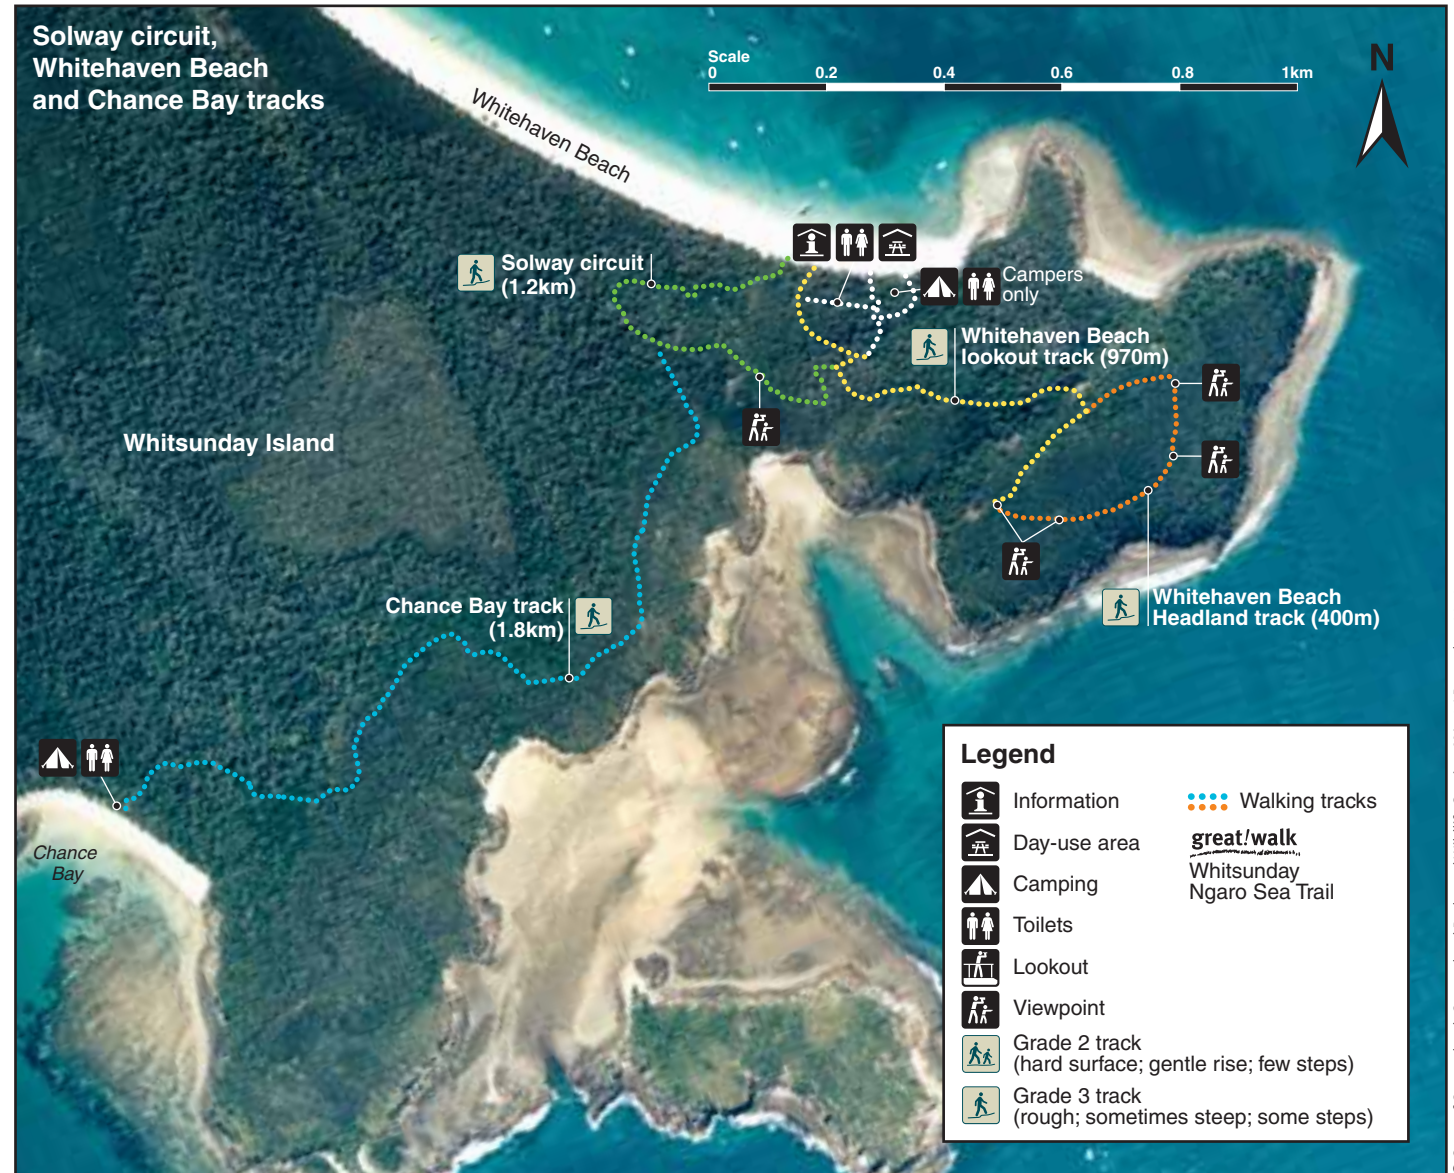 Solway circuit,
Whitehaven Beach
and Chance Bay tracks
Scale
0 0.2 0.4 0.6 0.8 1km
N
Whitehaven Beach
Solway circuit
(1.2km)
Campers
only
Whitehaven Beach
lookout track (970m)
Whitsunday Island
Chance Bay track
(1.8km)
Whitehaven Beach
Headland track (400m)
Chance
Bay
Legend
Information
Day-use area
Camping
Toilets
Lookout
Viewpoint
Grade 2 track
(hard surface; gentle rise; few steps)
Grade 3 track
(rough; sometimes steep; some steps)
Walking tracks
great!walk
Whitsunday
Ngaro Sea Trail